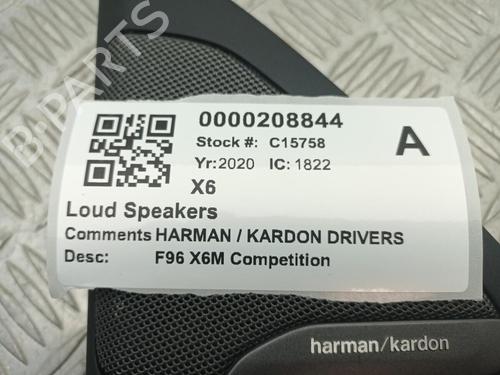 B-PARTS
0000208844
Stock #: C15758
A
Yr:2020 IC: 1822
X6
Loud Speakers
Comments HARMAN / KARDON DRIVERS
Desc: F96 X6M Competition
harman/kardon